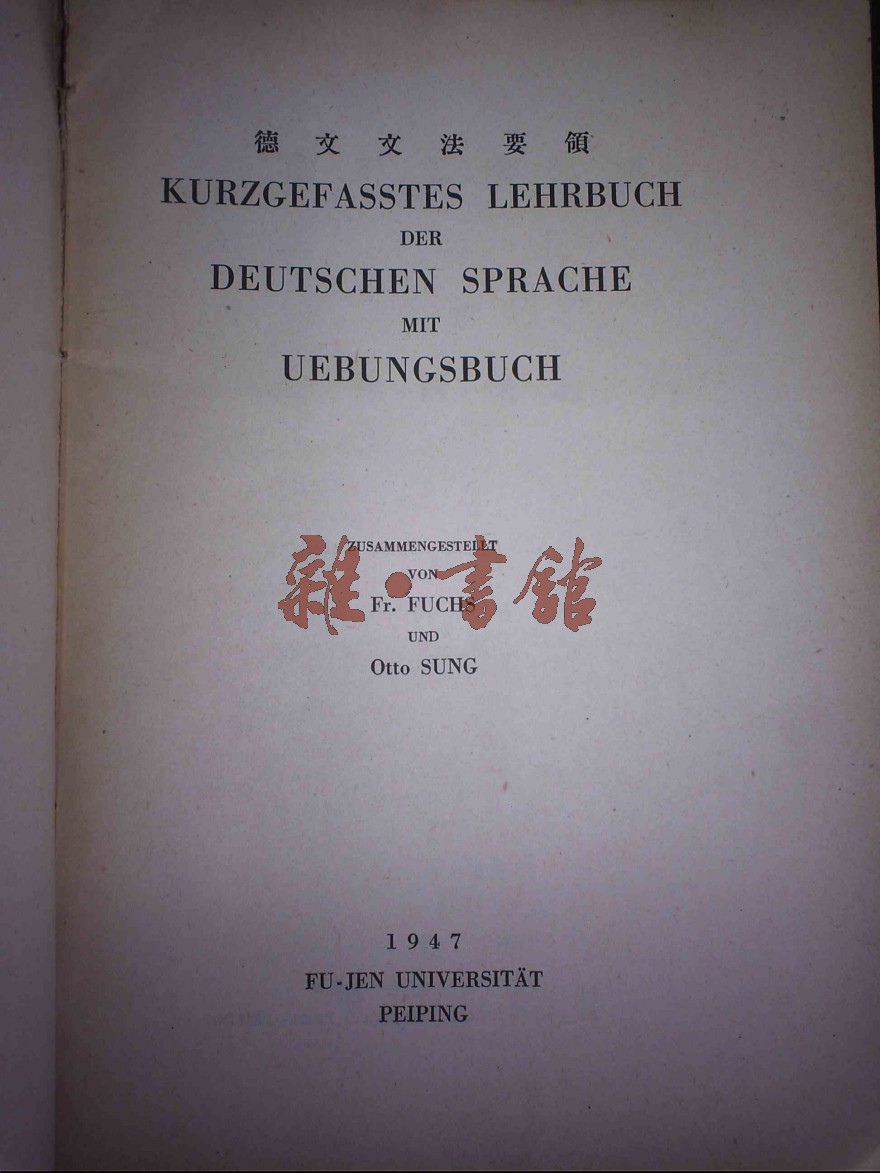 德文文法要領
KURZGEFASSTES LEHRBUCH
DER
DEUTSCHEN SPRACHE
MIT
UEBUNGSBUCH
ZUSAMMENGESTELLT
VON
Fr. FUCHS
UND
Otto SUNG
雜·書館
1947
FU-JEN UNIVERSITÄT
PEIPING